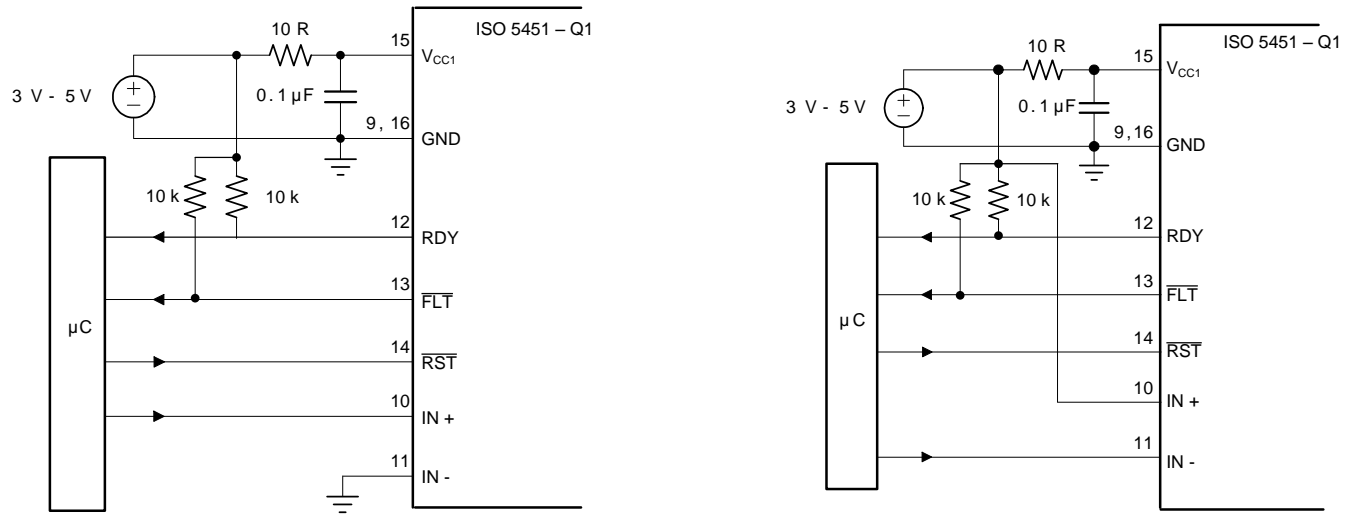 ISO 5451 – Q1
10 R
15
VCC1
3 V - 5 V
0.1 µF
9, 16
GND
10 k
10 k
12
RDY
13
FLT
µC
14
RST
10
IN +
11
IN -
ISO 5451 – Q1
10 R
15
VCC1
3 V - 5 V
0.1 µF
9,16
GND
10 k
10 k
12
RDY
13
FLT
µC
14
RST
10
IN +
11
IN -